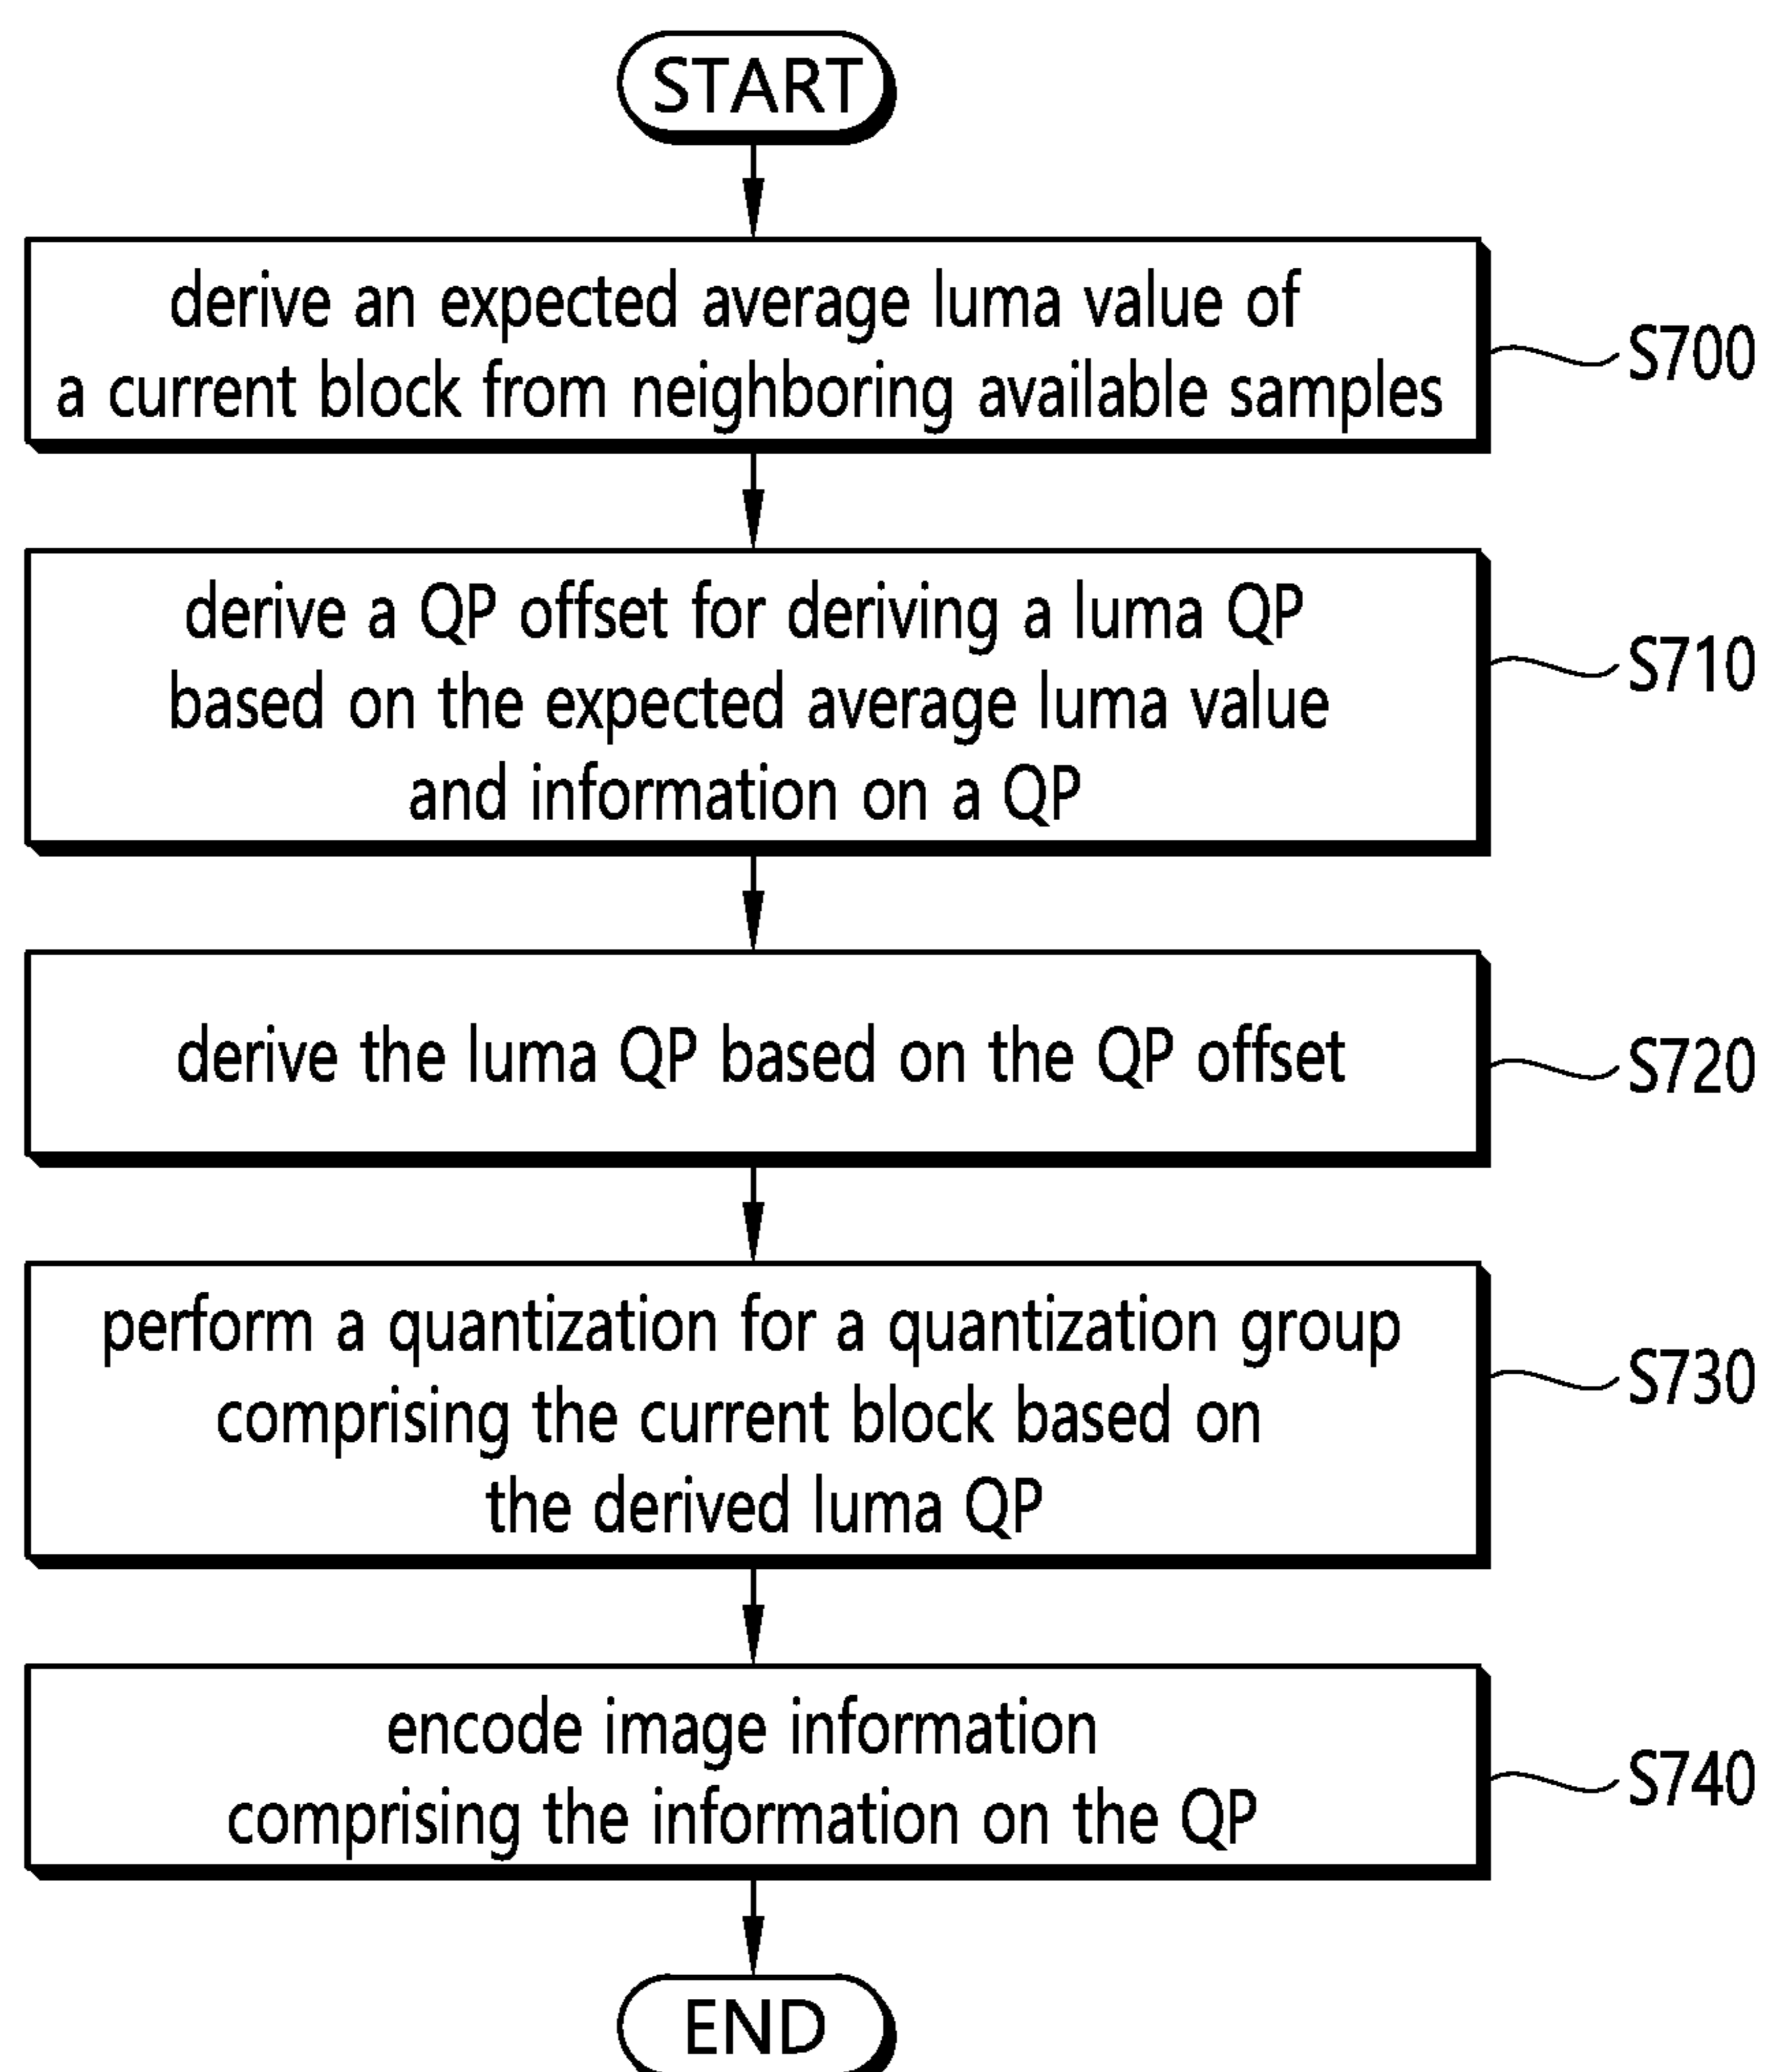 START
derive an expected average luma value of
a current block from neighboring available samples
S700
derive a QP offset for deriving a luma QP
based on the expected average luma value
and information on a QP
S710
derive the luma QP based on the QP offset
S720
perform a quantization for a quantization group
comprising the current block based on
the derived luma QP
S730
encode image information
comprising the information on the QP
S740
END